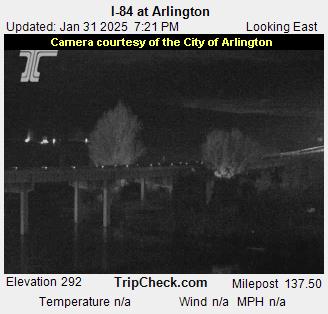 I-84 at Arlington
Updated: Jan 31 2025 7:21 PM Looking East
Camera courtesy of the City of Arlington
Elevation 292 TripCheck.com Milepost 137.50
Temperature n/a Wind n/a MPH n/a